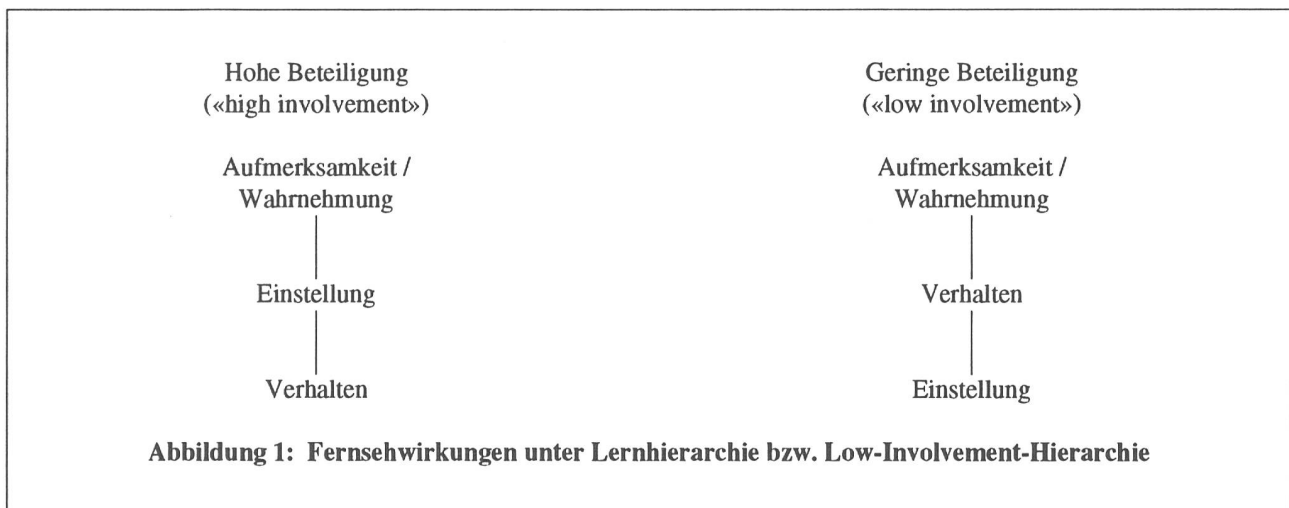 Hohe Beteiligung
(«high involvement»)
Aufmerksamkeit /
Wahrnehmung
Einstellung
Verhalten
Geringe Beteiligung
(«low involvement»)
Aufmerksamkeit /
Wahrnehmung
Verhalten
Einstellung
Abbildung 1: Fernsehwirkungen unter Lernhierarchie bzw. Low-Involvement-Hierarchie